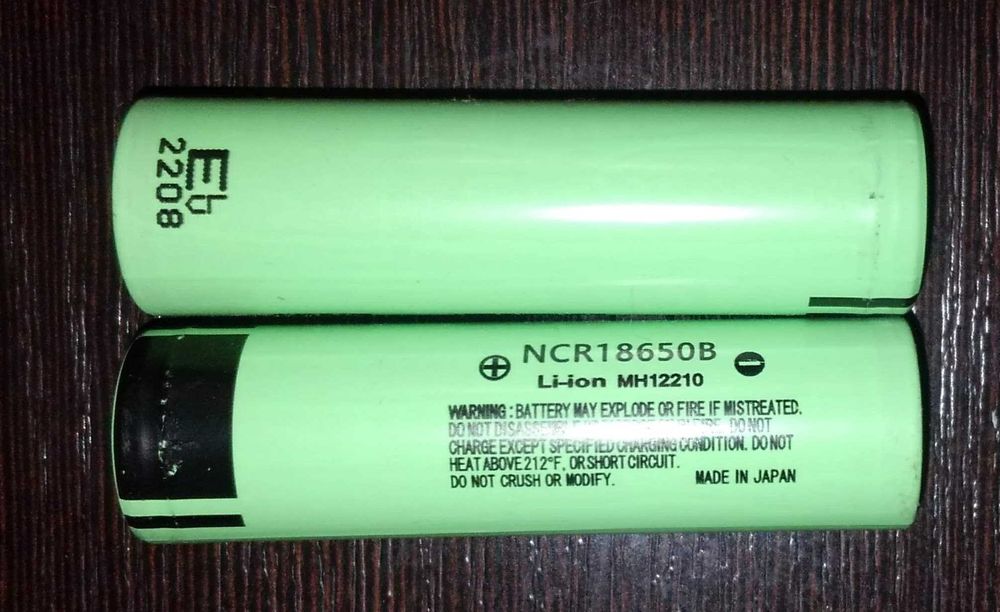 Eb
2208
NCR18650B
Li-ion MH12210
WARNING : BATTERY MAY EXPLODE OR FIRE IF MISTREATED.
DO NOT DISASSEMBLE DO NOT
CHARGE EXCEPT SPECIFIED CHARGING CONDITION. DO NOT
HEAT ABOVE 212°F, OR SHORT CIRCUIT.
DO NOT CRUSH OR MODIFY.
MADE IN JAPAN